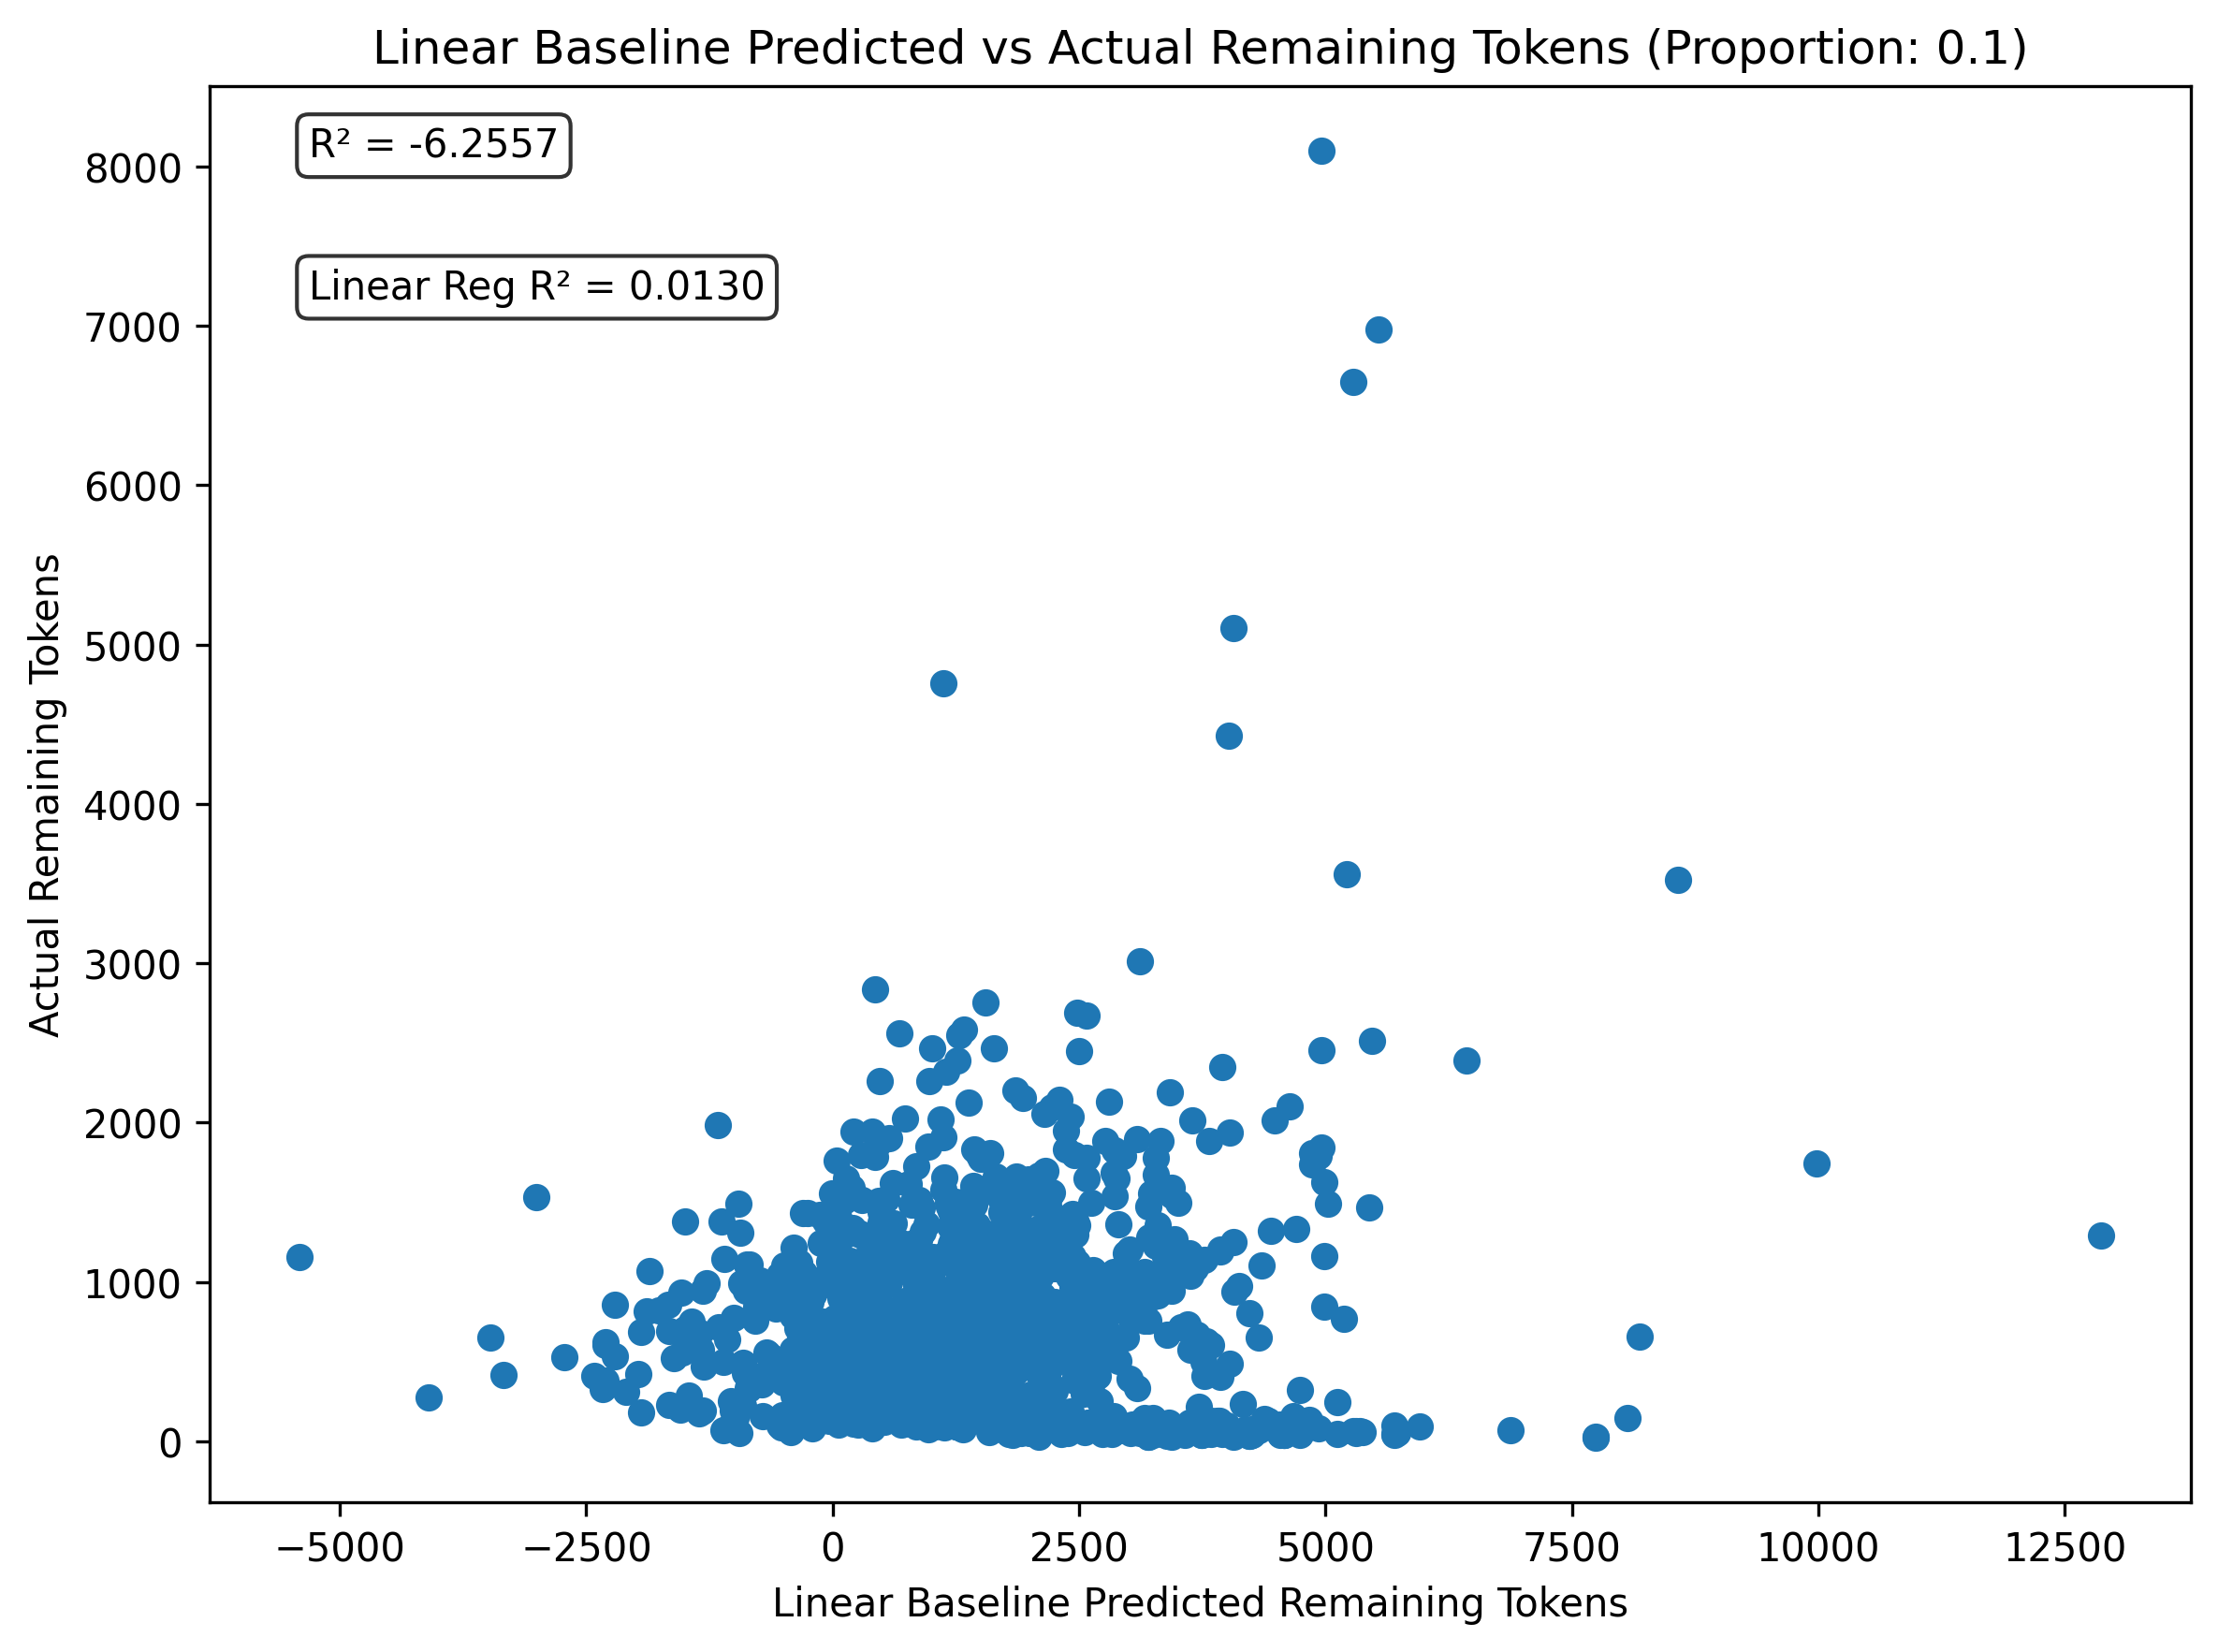 Linear Baseline Predicted vs Actual Remaining Tokens (Proportion: 0.1)
R² = -6.2557
Linear Reg R² = 0.0130
8000
7000
6000
5000
4000
3000
2000
1000
0
Actual Remaining Tokens
−5000 −2500 0 2500 5000 7500 10000 12500
Linear Baseline Predicted Remaining Tokens